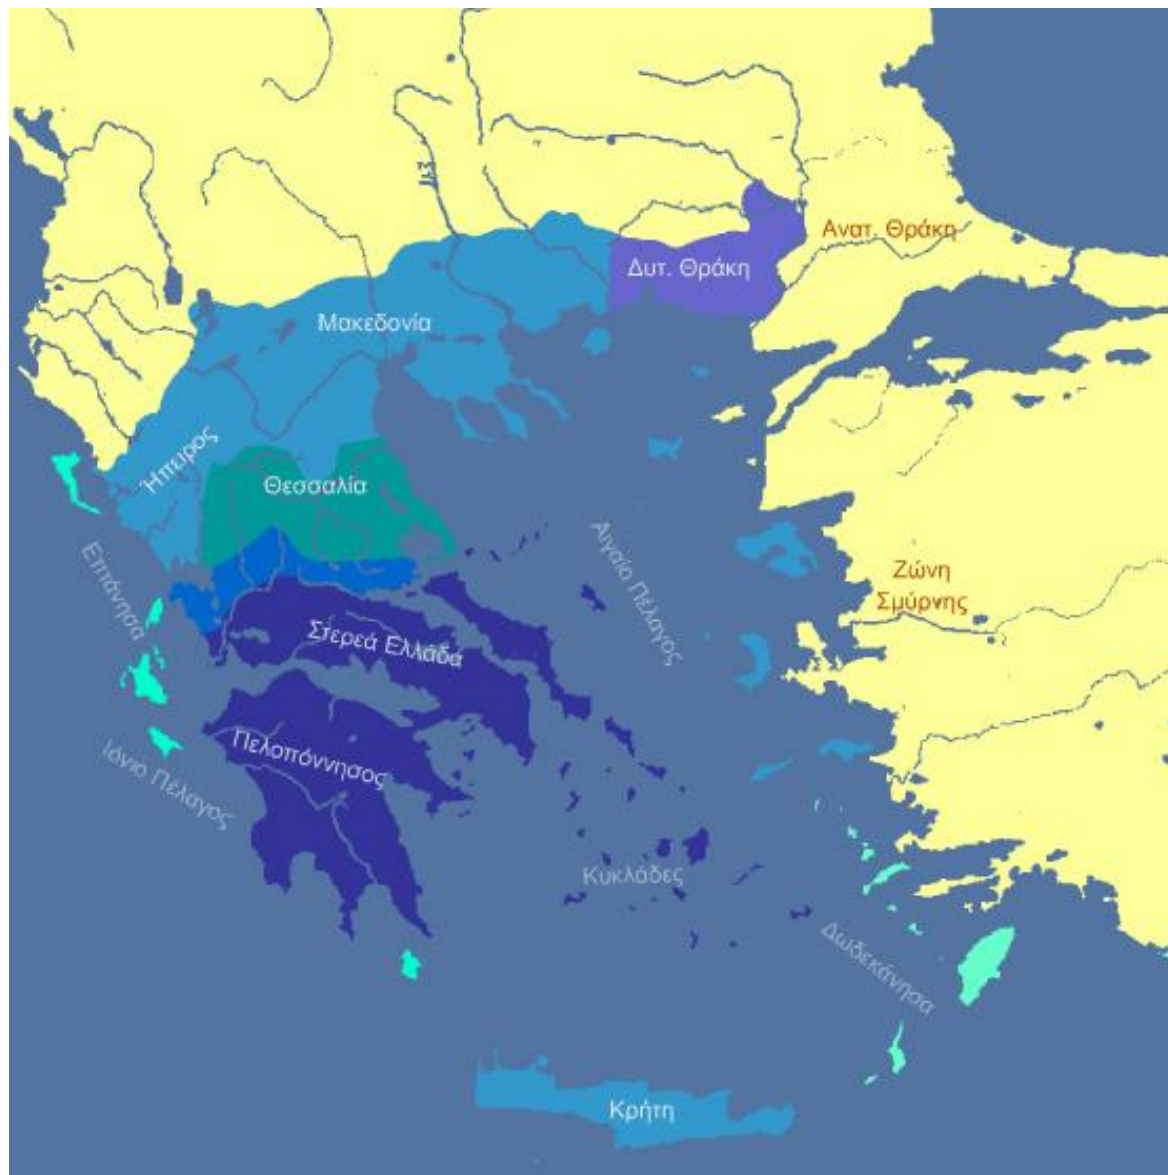 Ανατ. Θράκη
Δυτ. Θράκη
Μακεδονία
Ήπειρος
Θεσσαλία
Αιγαίο Πέλαγος
Επτάνησα
Ζώνη
Σμύρνης
Στερεά Ελλάδα
Πελοπόννησος
Ιόνιο Πέλαγος
Κυκλάδες
Δωδεκάνησα
Κρήτη